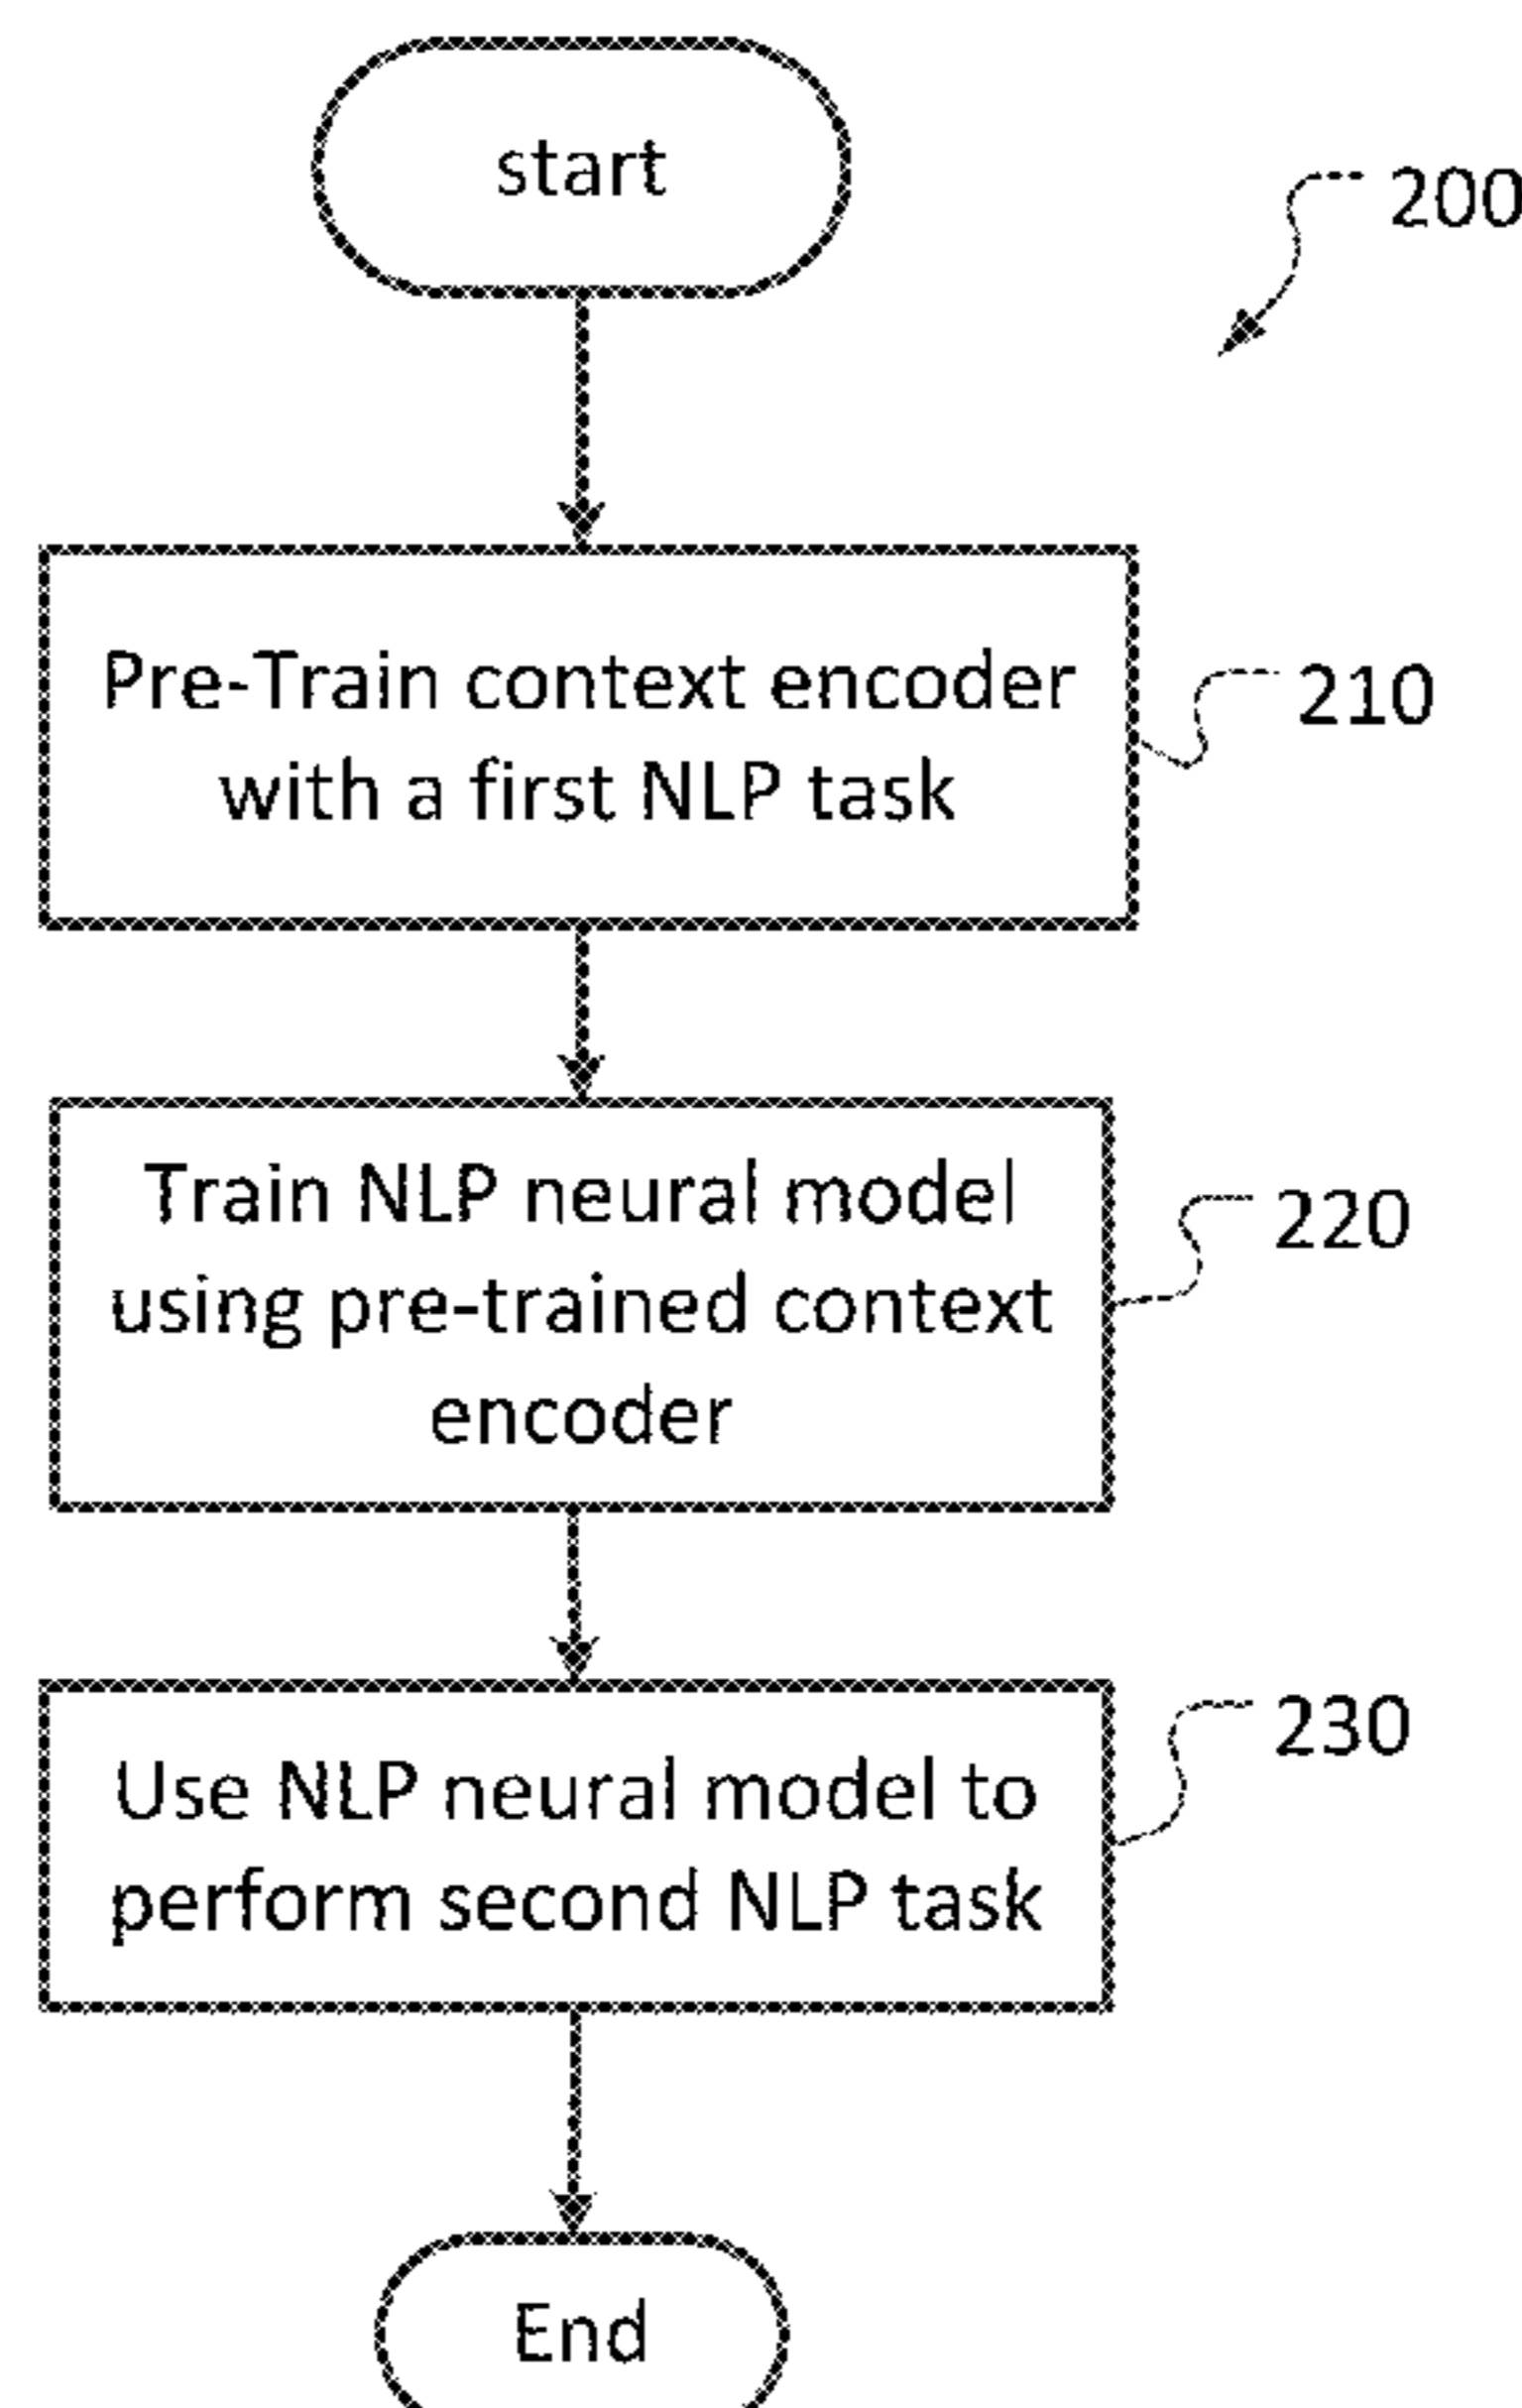 start
200
Pre-Train context encoder
with a first NLP task
210
Train NLP neural model
using pre-trained context
encoder
220
Use NLP neural model to
perform second NLP task
230
End